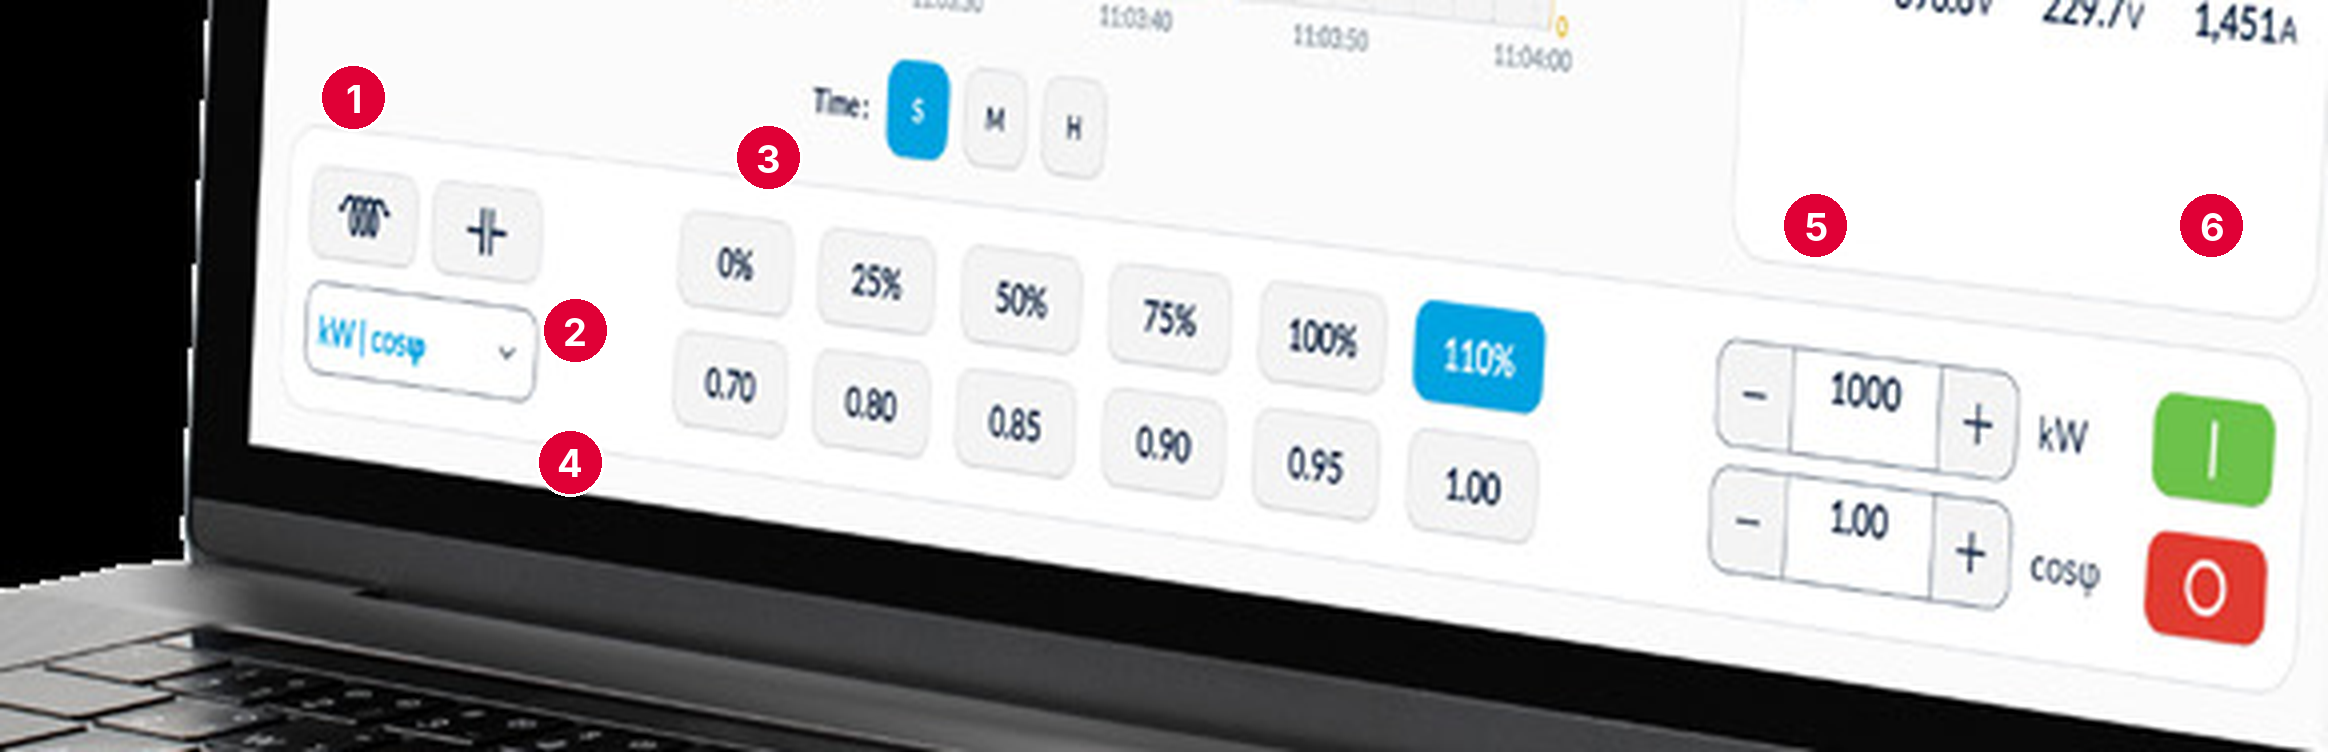 11:03:40
11:03:50
11:04:00
0
229.7V
1,451A
Time:
S
M
H
1
2
3
4
5
6
kW | cosφ
0%
25%
50%
75%
100%
110%
0.70
0.80
0.85
0.90
0.95
1.00
− 1000 + kW
− 1.00 + cosφ
I
O